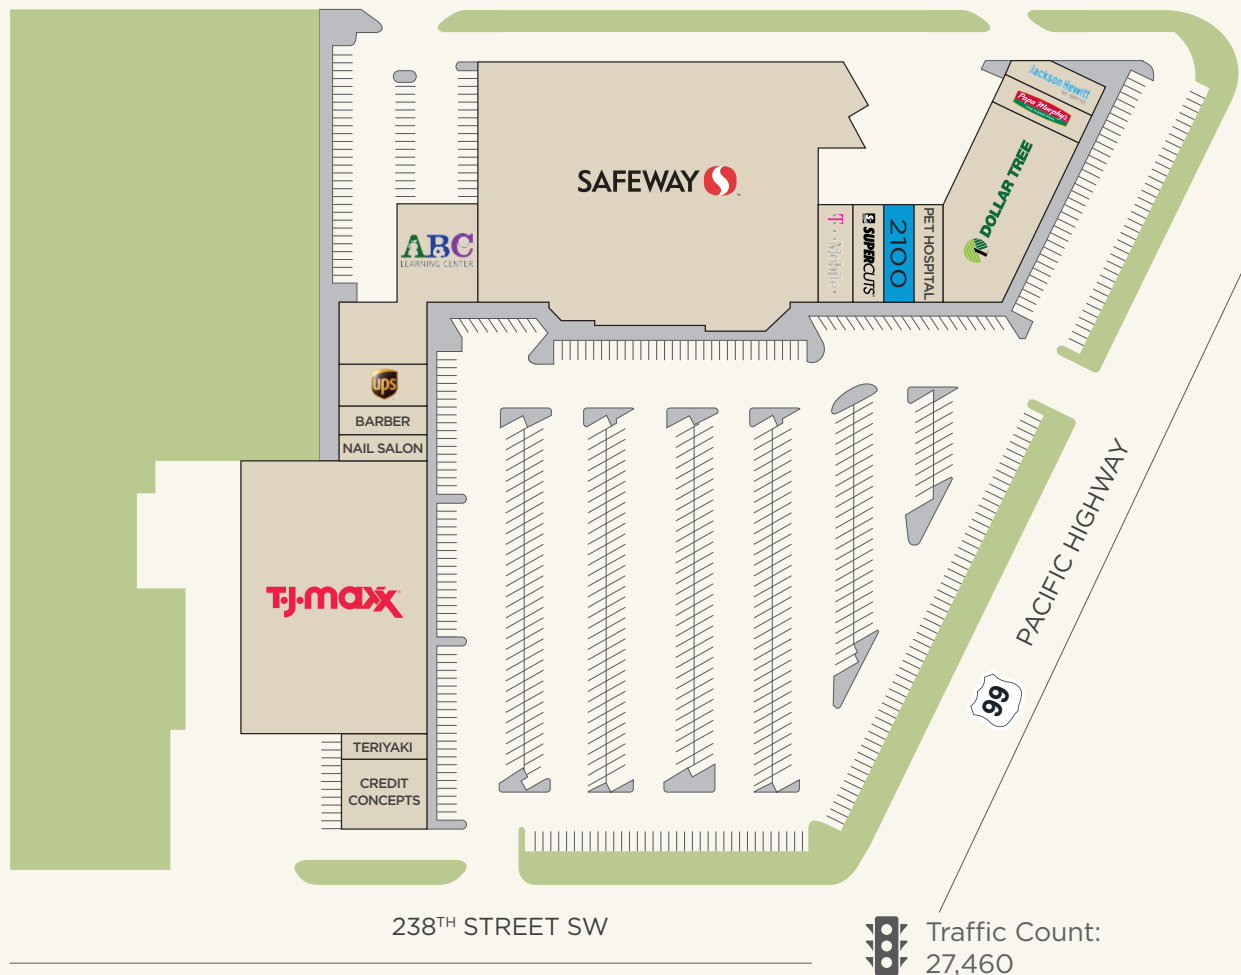 Jackson Hewitt
Papa Murphy's
SAFEWAY
DOLLAR TREE
T··Mobile·
SUPERCUTS
2100
PET HOSPITAL
ABC
LEARNING CENTER
ups
BARBER
NAIL SALON
T·J·maxx
PACIFIC HIGHWAY
99
TERIYAKI
CREDIT
CONCEPTS
238TH STREET SW
Traffic Count:
27,460